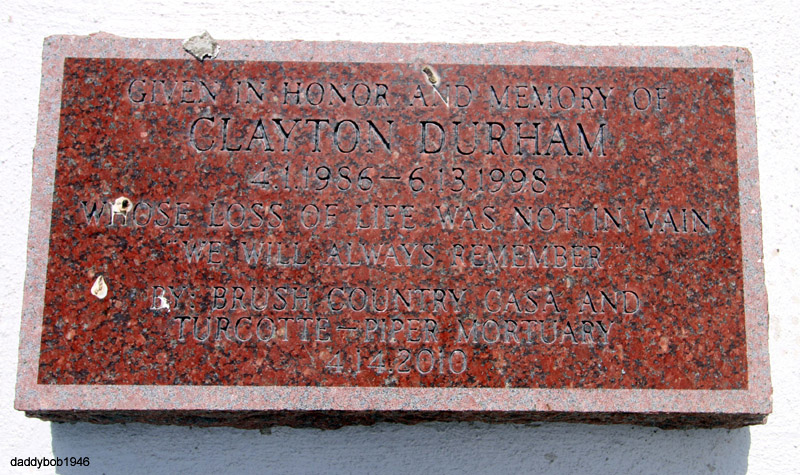 GIVEN IN HONOR AND MEMORY OF
CLAYTON DURHAM
4.1.1986–6.13.1998
WHOSE LOSS OF LIFE WAS NOT IN VAIN
"WE WILL ALWAYS REMEMBER"
BY: BRUSH COUNTRY CASA AND
TURCOTTE–PIPER MORTUARY
4.14.2010
daddybob1946